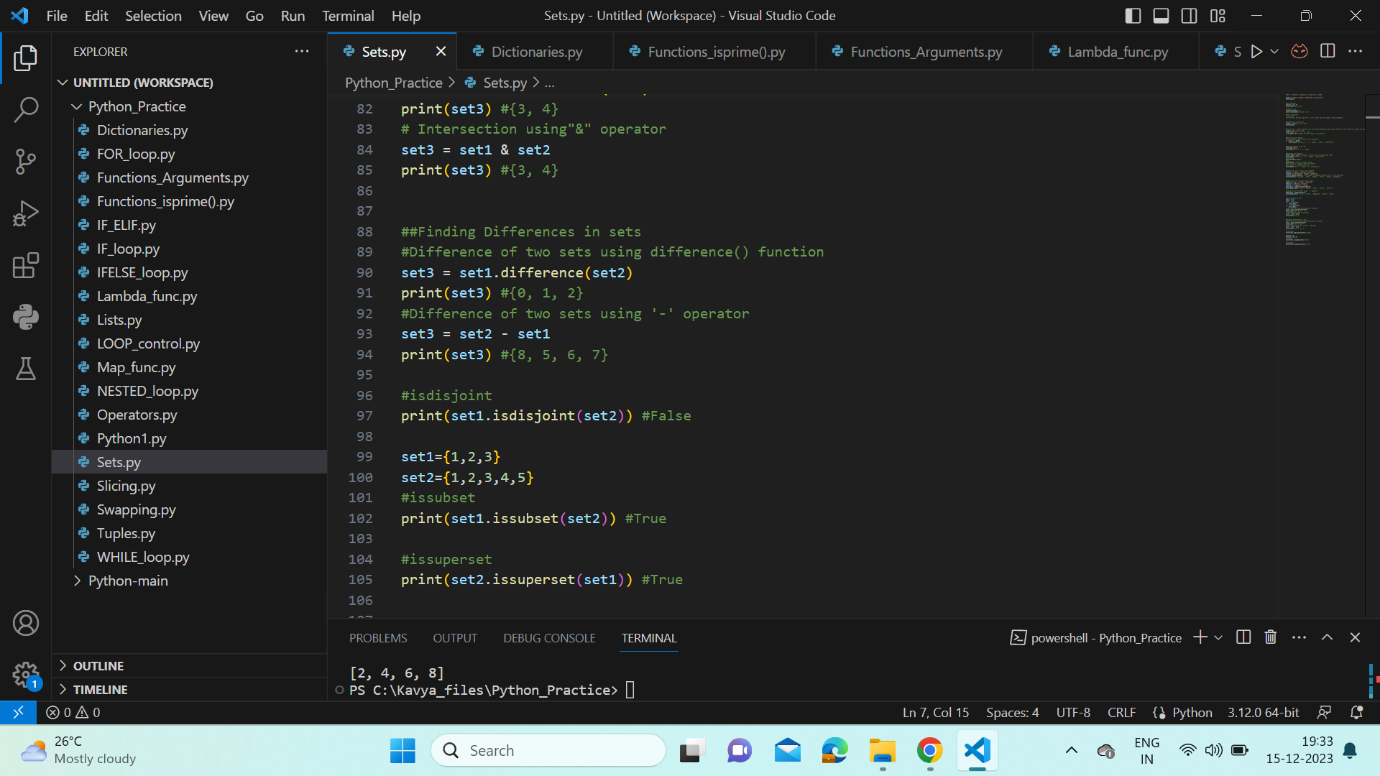 File Edit Selection View Go Run Terminal Help
Sets.py - Untitled (Workspace) - Visual Studio Code
EXPLORER
UNTITLED (WORKSPACE)
Python_Practice
Dictionaries.py
FOR_loop.py
Functions_Arguments.py
Functions_isprime().py
IF_ELIF.py
IF_loop.py
IFELSE_loop.py
Lambda_func.py
Lists.py
LOOP_control.py
Map_func.py
NESTED_loop.py
Operators.py
Python1.py
Sets.py
Slicing.py
Swapping.py
Tuples.py
WHILE_loop.py
Python-main
OUTLINE
TIMELINE
1
Sets.py Dictionaries.py Functions_isprime().py Functions_Arguments.py Lambda_func.py S
Python_Practice > Sets.py > ...
82 print(set3) #{3, 4}
83 # Intersection using"&" operator
84 set3 = set1 & set2
85 print(set3) #{3, 4}
86
87
88 ##Finding Differences in sets
89 #Difference of two sets using difference() function
90 set3 = set1.difference(set2)
91 print(set3) #{0, 1, 2}
92 #Difference of two sets using '-' operator
93 set3 = set2 - set1
94 print(set3) #{8, 5, 6, 7}
95
96 #isdisjoint
97 print(set1.isdisjoint(set2)) #False
98
99 set1={1,2,3}
100 set2={1,2,3,4,5}
101 #issubset
102 print(set1.issubset(set2)) #True
103
104 #issuperset
105 print(set2.issuperset(set1)) #True
106
PROBLEMS OUTPUT DEBUG CONSOLE TERMINAL
powershell - Python_Practice
[2, 4, 6, 8]
PS C:\Kavya_files\Python_Practice>
0 0
Ln 7, Col 15 Spaces: 4 UTF-8 CRLF Python 3.12.0 64-bit
26°C
Mostly cloudy
Search
ENG
IN
19:33
15-12-2023